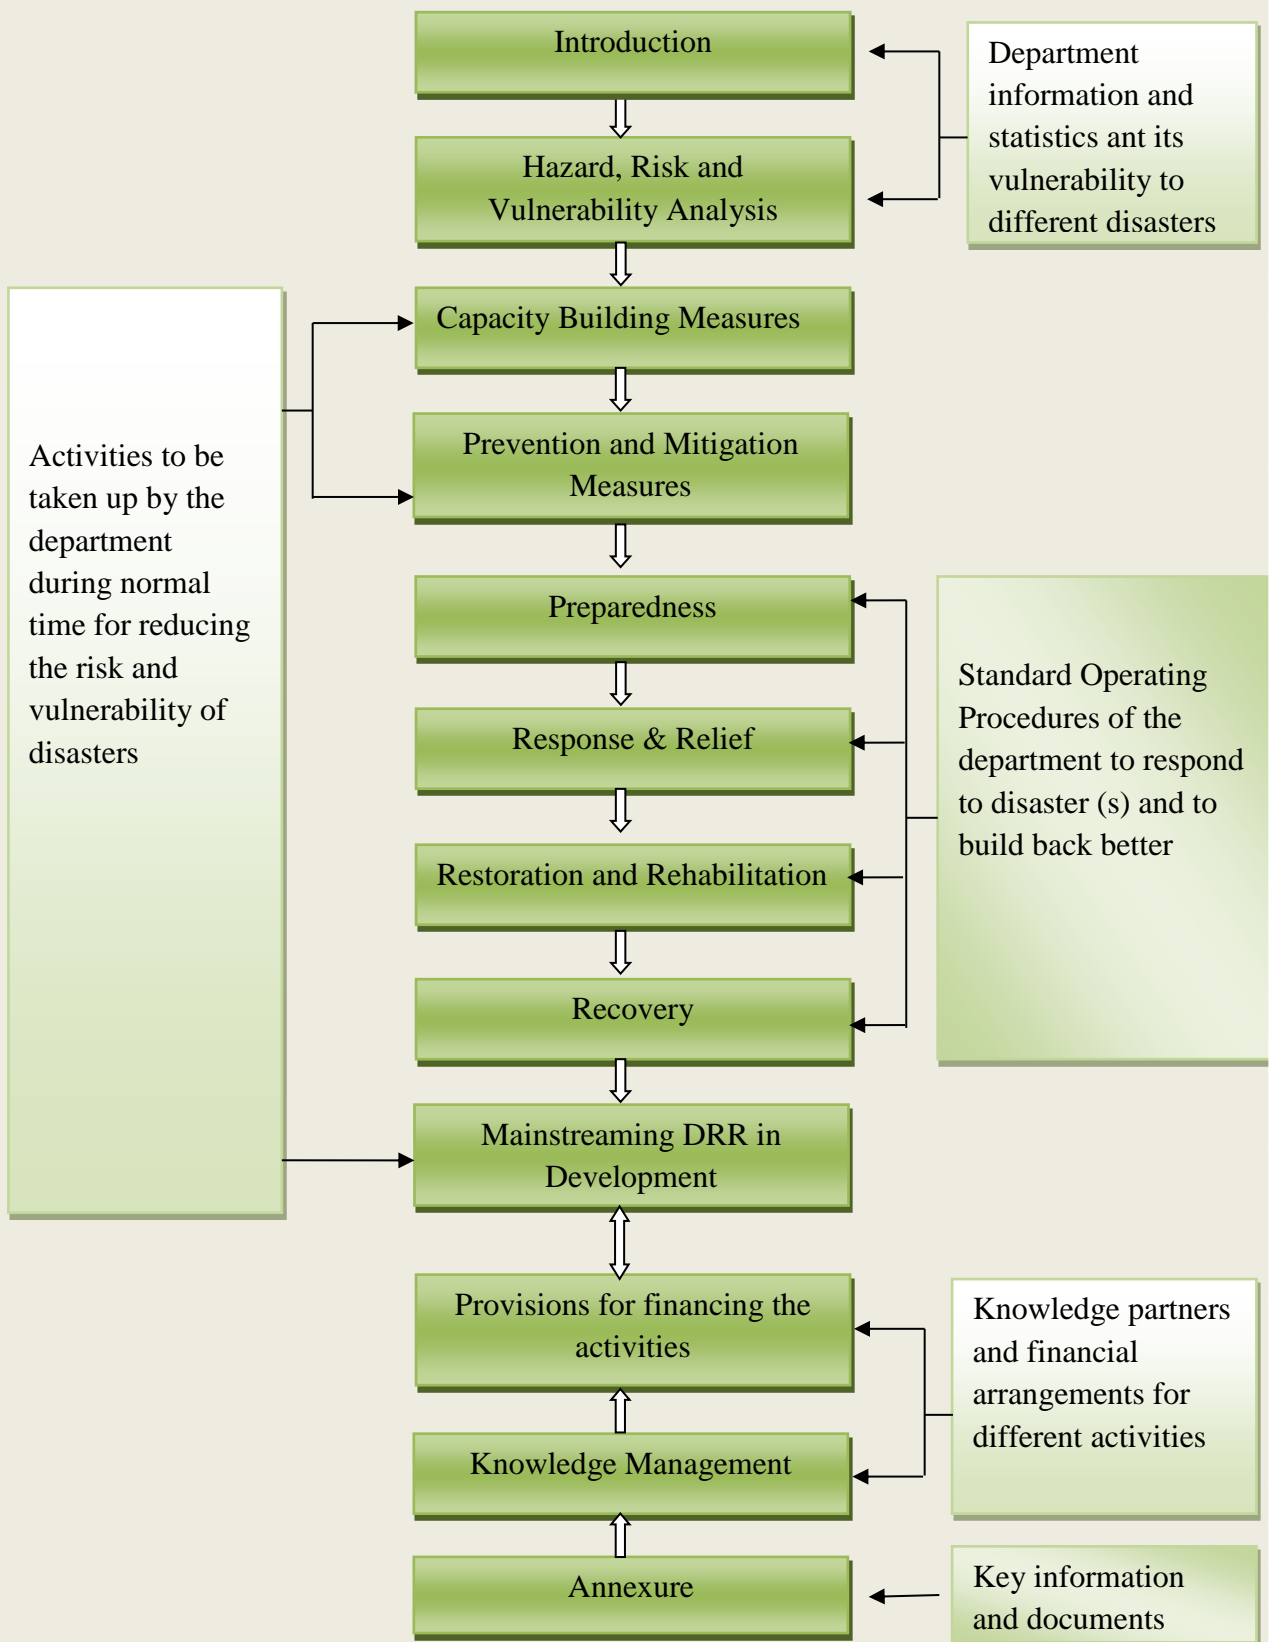 Introduction
Department
information and
statistics ant its
vulnerability to
different disasters
Hazard, Risk and
Vulnerability Analysis
Capacity Building Measures
Prevention and Mitigation
Measures
Activities to be
taken up by the
department
during normal
time for reducing
the risk and
vulnerability of
disasters
Preparedness
Response & Relief
Restoration and Rehabilitation
Recovery
Standard Operating
Procedures of the
department to respond
to disaster (s) and to
build back better
Mainstreaming DRR in
Development
Provisions for financing the
activities
Knowledge Management
Knowledge partners
and financial
arrangements for
different activities
Annexure
Key information
and documents